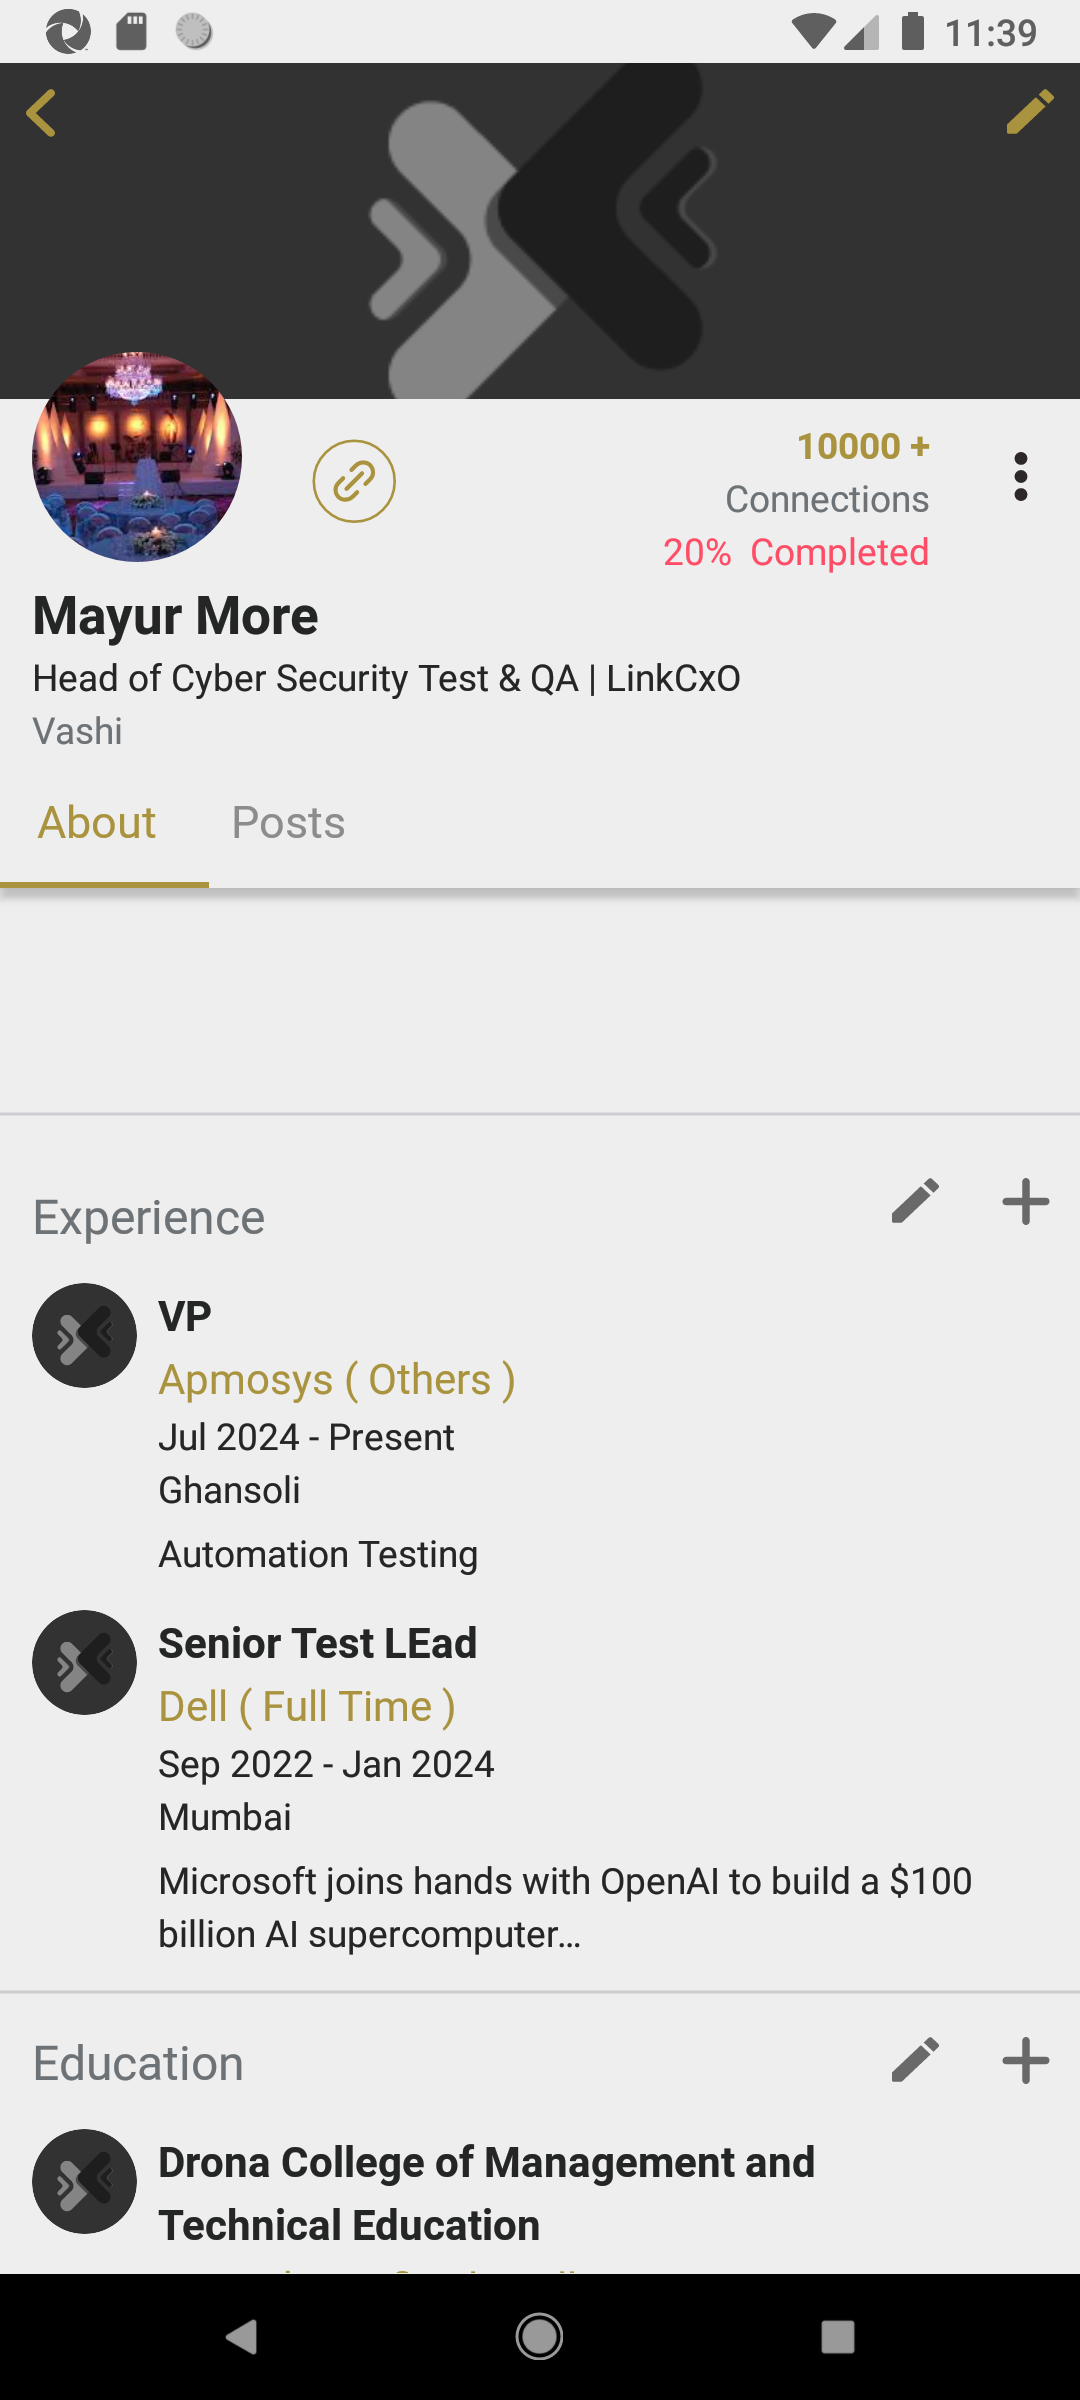 11:39
10000 +
Connections
20% Completed
Mayur More
Head of Cyber Security Test & QA | LinkCxO
Vashi
About Posts
Experience
VP
Apmosys ( Others )
Jul 2024 - Present
Ghansoli
Automation Testing
Senior Test LEad
Dell ( Full Time )
Sep 2022 - Jan 2024
Mumbai
Microsoft joins hands with OpenAI to build a $100
billion AI supercomputer...
Education
Drona College of Management and
Technical Education